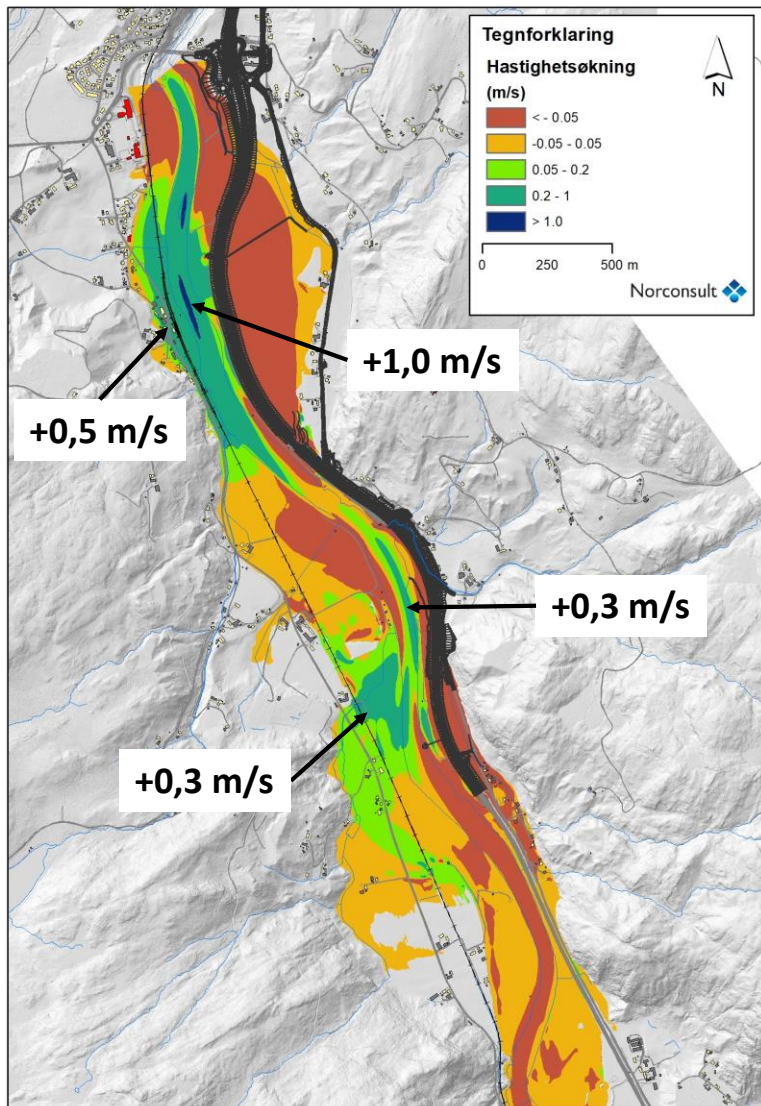 Tegnforklaring
Hastighetsøkning
(m/s)
N
< - 0.05
-0.05 - 0.05
0.05 - 0.2
0.2 - 1
> 1.0
0 250 500 m
Norconsult
+1,0 m/s
+0,5 m/s
+0,3 m/s
+0,3 m/s